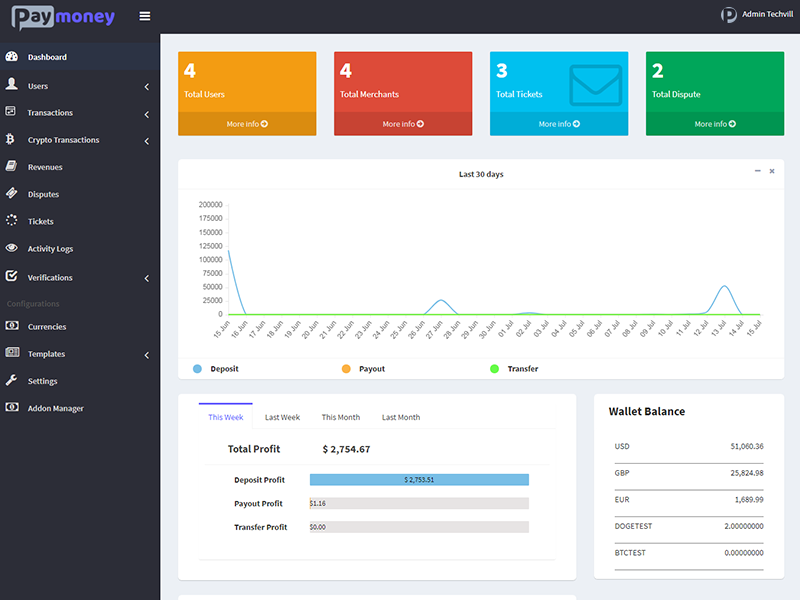 Paymoney
Admin Techvill
Dashboard
Users
Transactions
Crypto Transactions
Revenues
Disputes
Tickets
Activity Logs
Verifications
Configurations
Currencies
Templates
Settings
Addon Manager
4
Total Users
More info
4
Total Merchants
More info
3
Total Tickets
More info
2
Total Dispute
More info
Last 30 days
200000
175000
150000
125000
100000
75000
50000
25000
0
15 Jun 16 Jun 17 Jun 18 Jun 19 Jun 20 Jun 21 Jun 22 Jun 23 Jun 24 Jun 25 Jun 26 Jun 27 Jun 28 Jun 29 Jun 30 Jun 01 Jul 02 Jul 03 Jul 04 Jul 05 Jul 06 Jul 07 Jul 08 Jul 09 Jul 10 Jul 11 Jul 12 Jul 13 Jul 14 Jul 15 Jul
Deposit Payout Transfer
This Week Last Week This Month Last Month
Total Profit $ 2,754.67
Deposit Profit $ 2,753.51
Payout Profit $1.16
Transfer Profit $0.00
Wallet Balance
USD 51,060.36
GBP 25,824.98
EUR 1,689.99
DOGETEST 2.00000000
BTCTEST 0.00000000